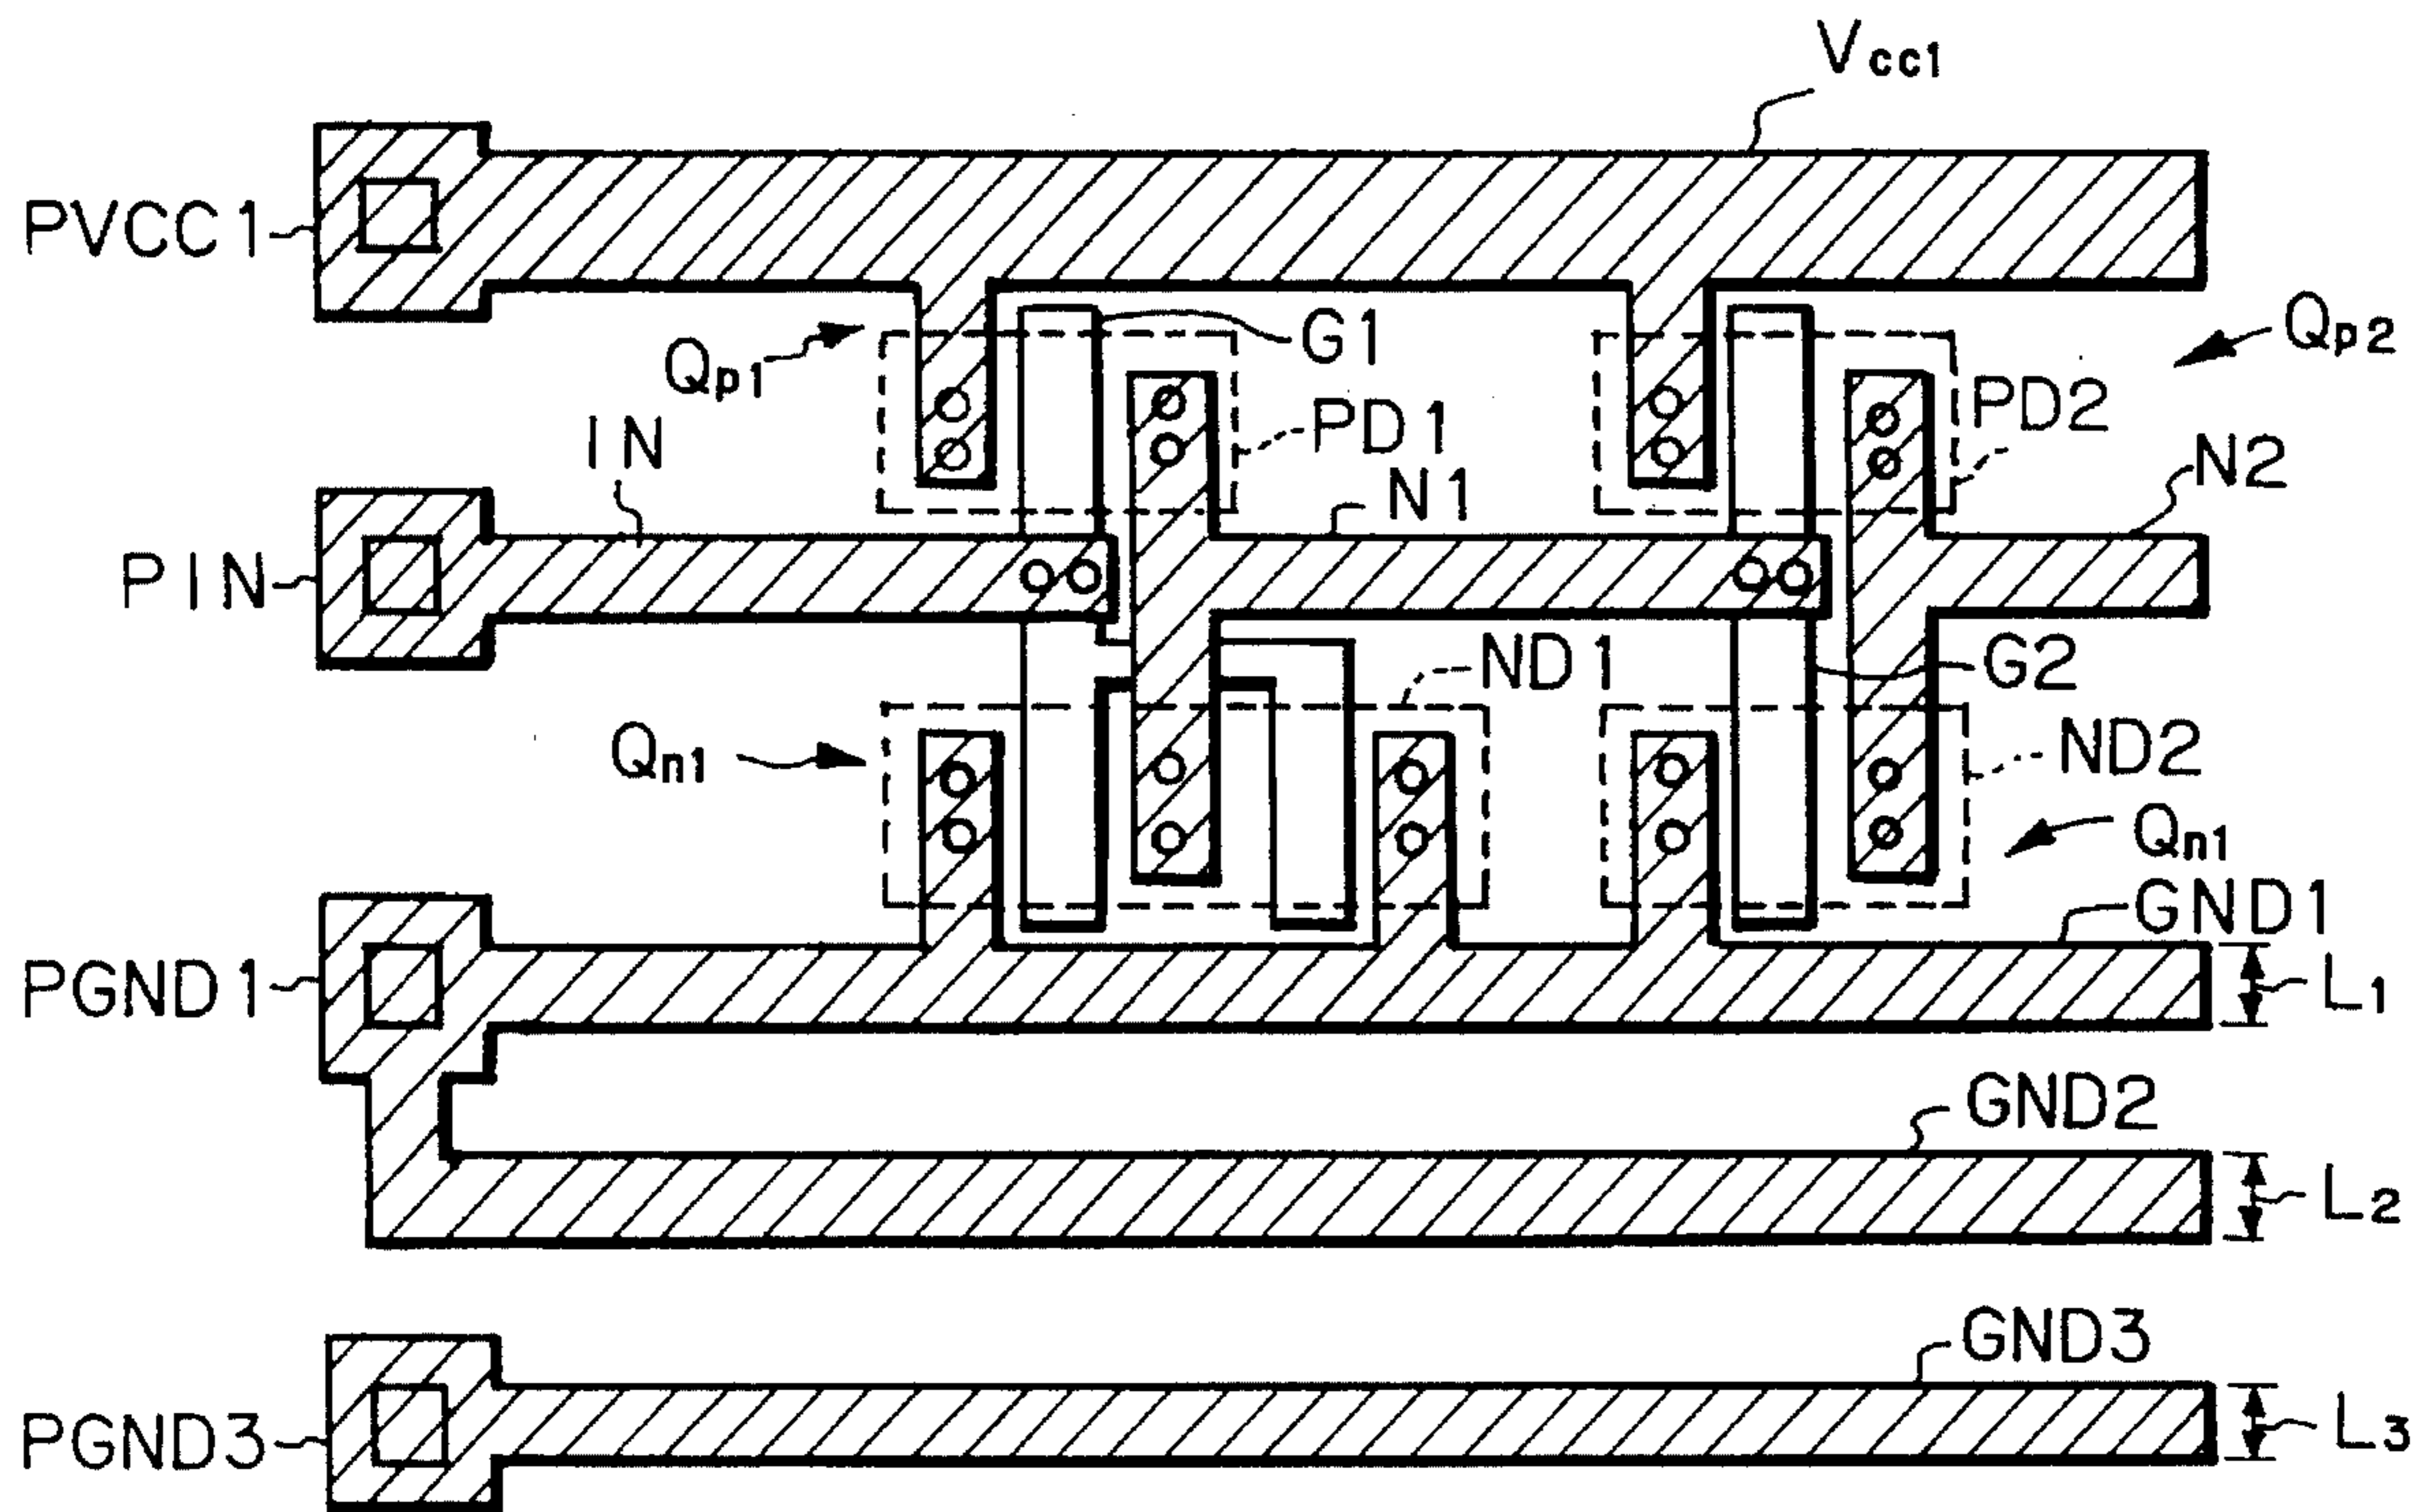 Vcc1
PVCC1
Qp1
G1
Qp2
IN
PD1
PD2
N1
N2
PIN
ND1
G2
Qn1
ND2
Qn1
GND1
PGND1
L1
GND2
L2
GND3
PGND3
L3